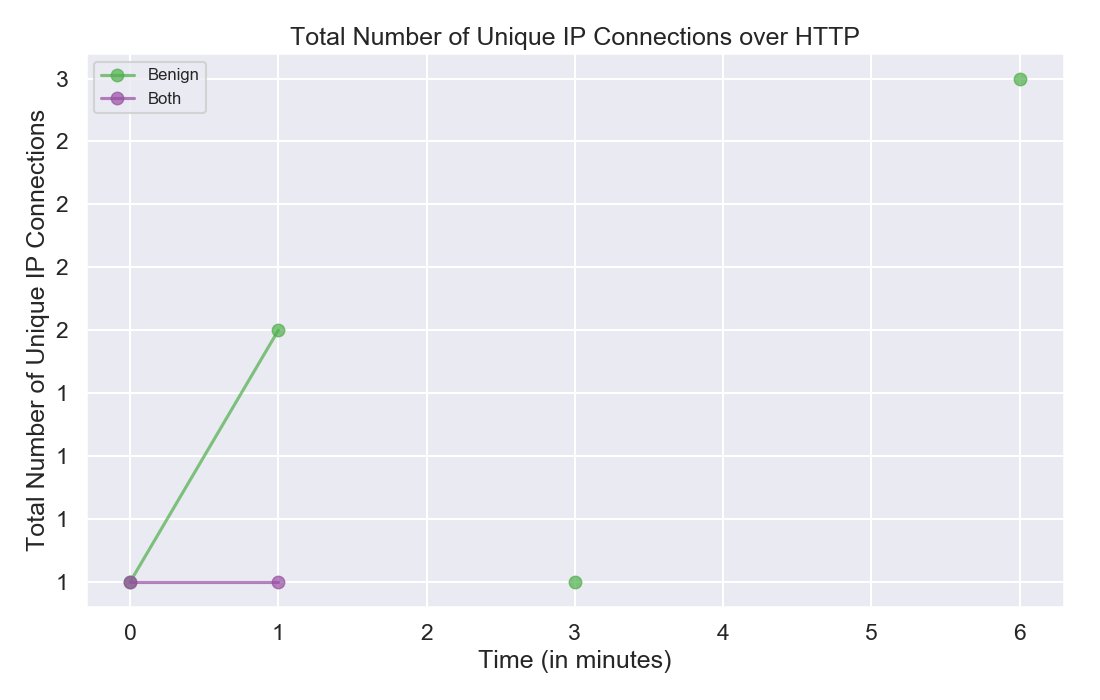 Total Number of Unique IP Connections over HTTP
Benign
Both
Total Number of Unique IP Connections
3
2
2
2
2
1
1
1
1
0 1 2 3 4 5 6
Time (in minutes)